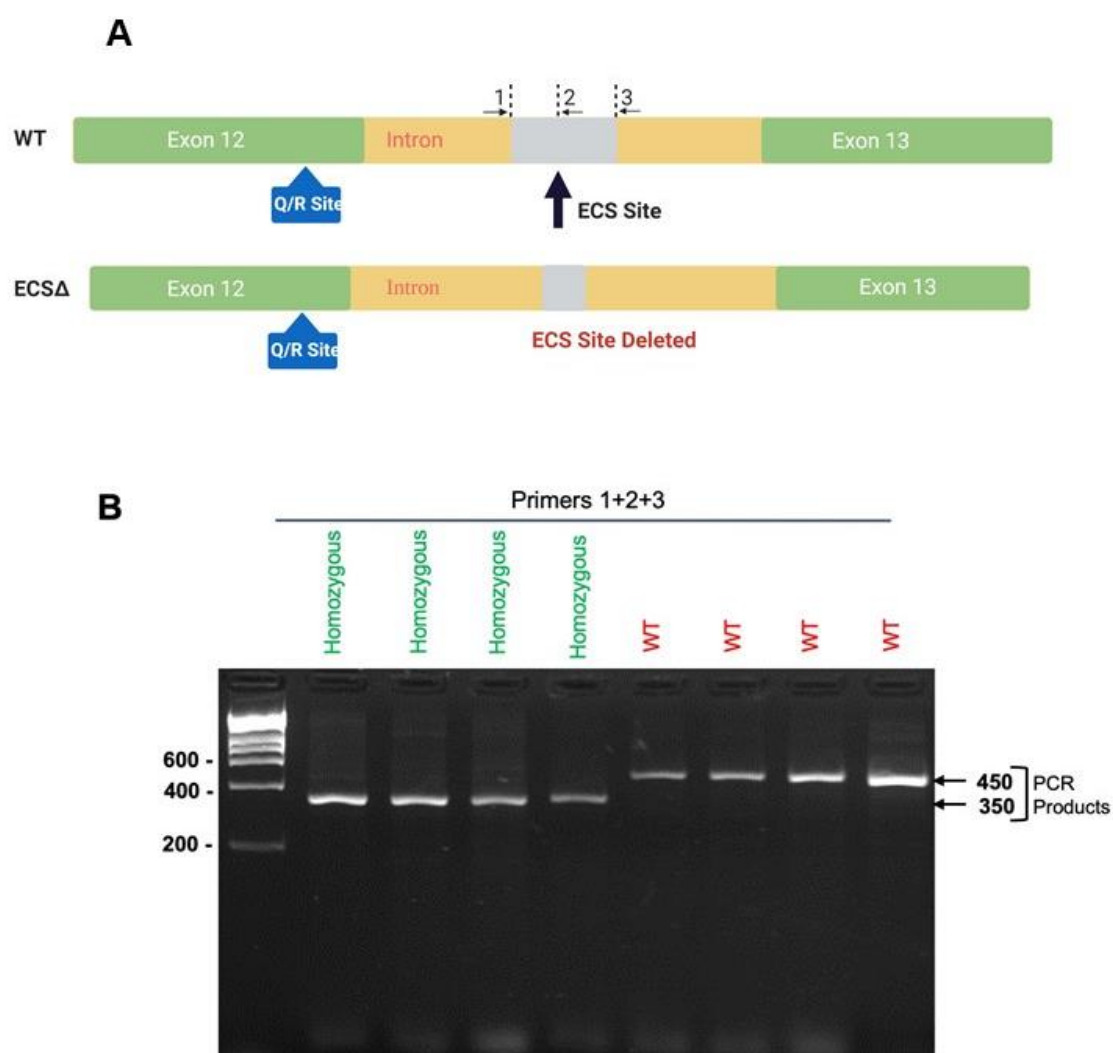 A
1 2 3
WT Exon 12 Intron Exon 13
Q/R Site
ECS Site
ECSΔ Exon 12 Intron Exon 13
Q/R Site
ECS Site Deleted
B
Primers 1+2+3
Homozygous Homozygous Homozygous Homozygous WT WT WT WT
600 -
400 -
200 -
450 PCR
350 Products